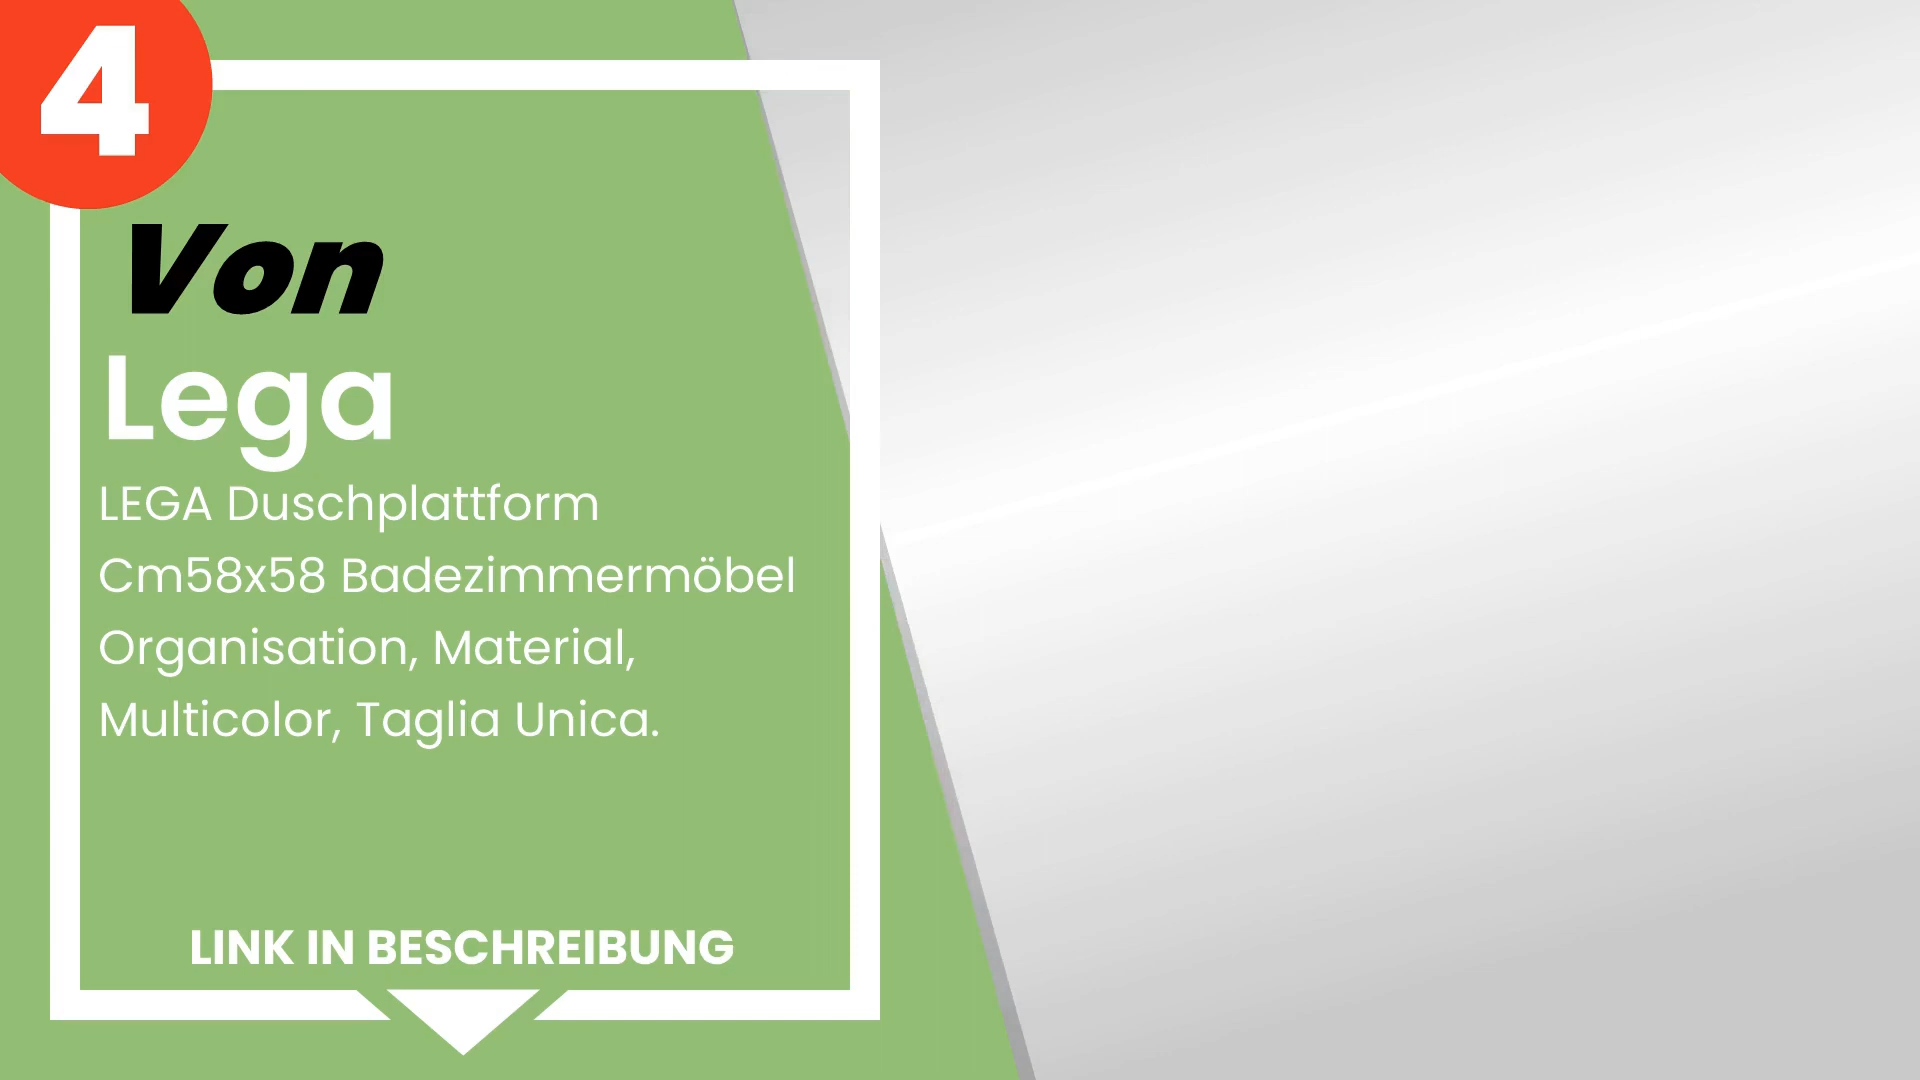 4
Von
Lega
LEGA Duschplattform
Cm58x58 Badezimmermöbel
Organisation, Material,
Multicolor, Taglia Unica.
LINK IN BESCHREIBUNG